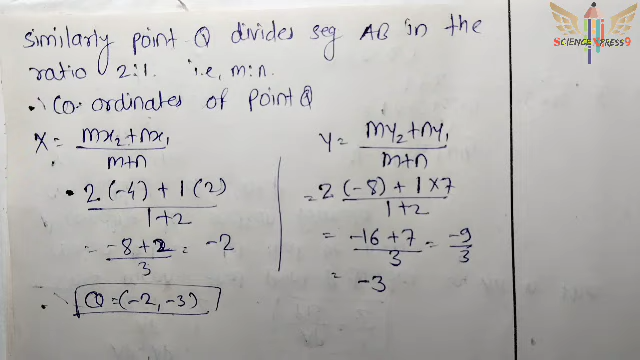 Similarly point Q divides seg AB in the
ratio 2:1. i.e, m:n.
∴ Co-ordinates of point Q
X = mx₂+nx₁ / m+n
2(-4)+1(2) / 1+2
= -8+2 / 3 = -2
∴ Q=(-2,-3)
Y = my₂+ny₁ / m+n
= 2(-8)+1×7 / 1+2
= -16+7 / 3 = -9 / 3
= -3
SCIENCE XPRESS 9